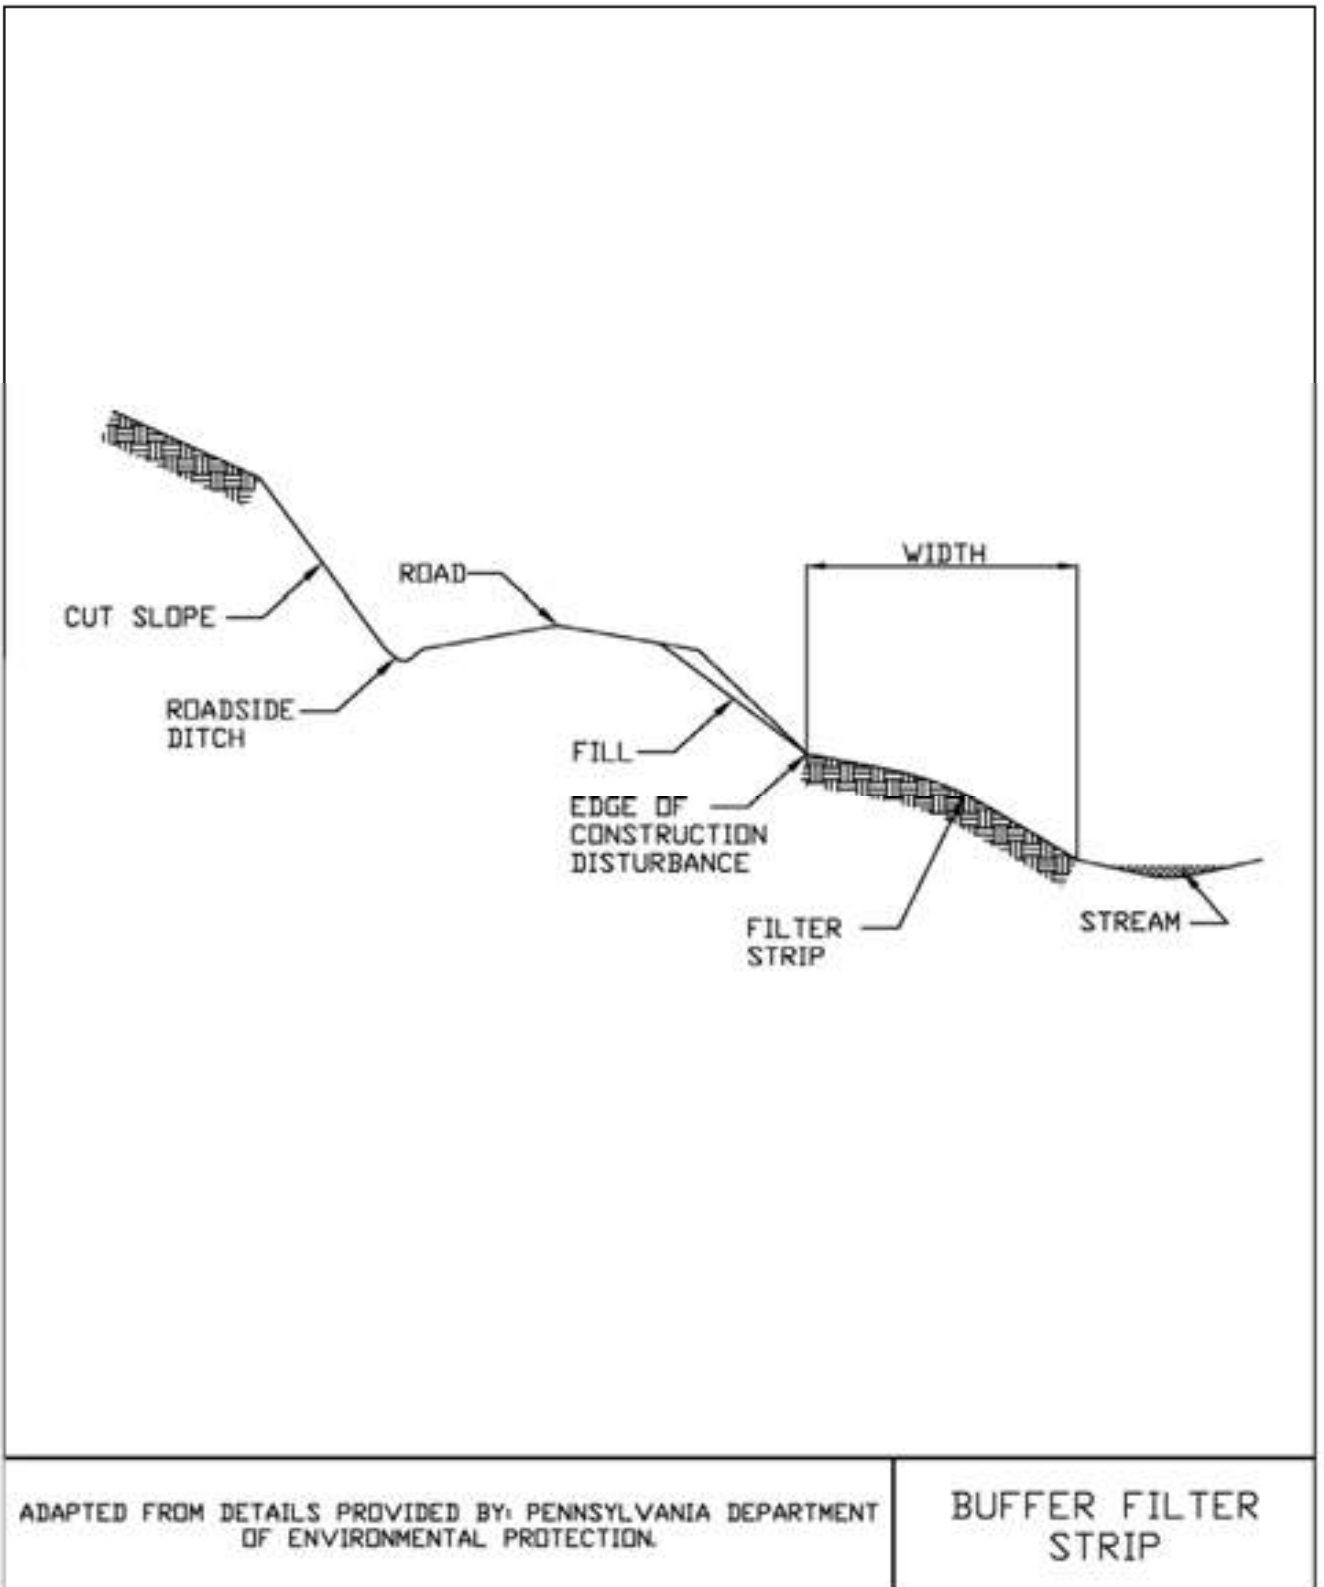 WIDTH
ROAD
CUT SLOPE
ROADSIDE
DITCH
FILL
EDGE OF
CONSTRUCTION
DISTURBANCE
FILTER
STRIP
STREAM
ADAPTED FROM DETAILS PROVIDED BY: PENNSYLVANIA DEPARTMENT
OF ENVIRONMENTAL PROTECTION.
BUFFER FILTER
STRIP